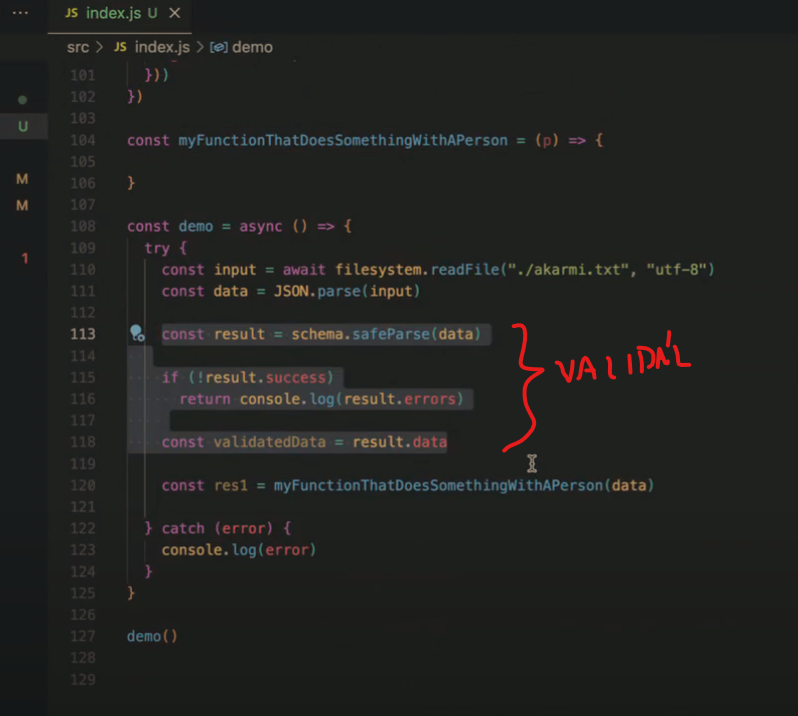 ··· JS index.js U ×
src > JS index.js > demo
101 }))
102 })
103
104 const myFunctionThatDoesSomethingWithAPerson = (p) => {
105
106 }
107
108 const demo = async () => {
109 try {
110 const input = await filesystem.readFile("./akarmi.txt", "utf-8")
111 const data = JSON.parse(input)
112
113 const result = schema.safeParse(data)
114
115 if (!result.success)
116 return console.log(result.errors)
117
118 const validatedData = result.data
119
120 const res1 = myFunctionThatDoesSomethingWithAPerson(data)
121
122 } catch (error) {
123 console.log(error)
124 }
125 }
126
127 demo()
128
129
U
M
M
1
VALIDÁL